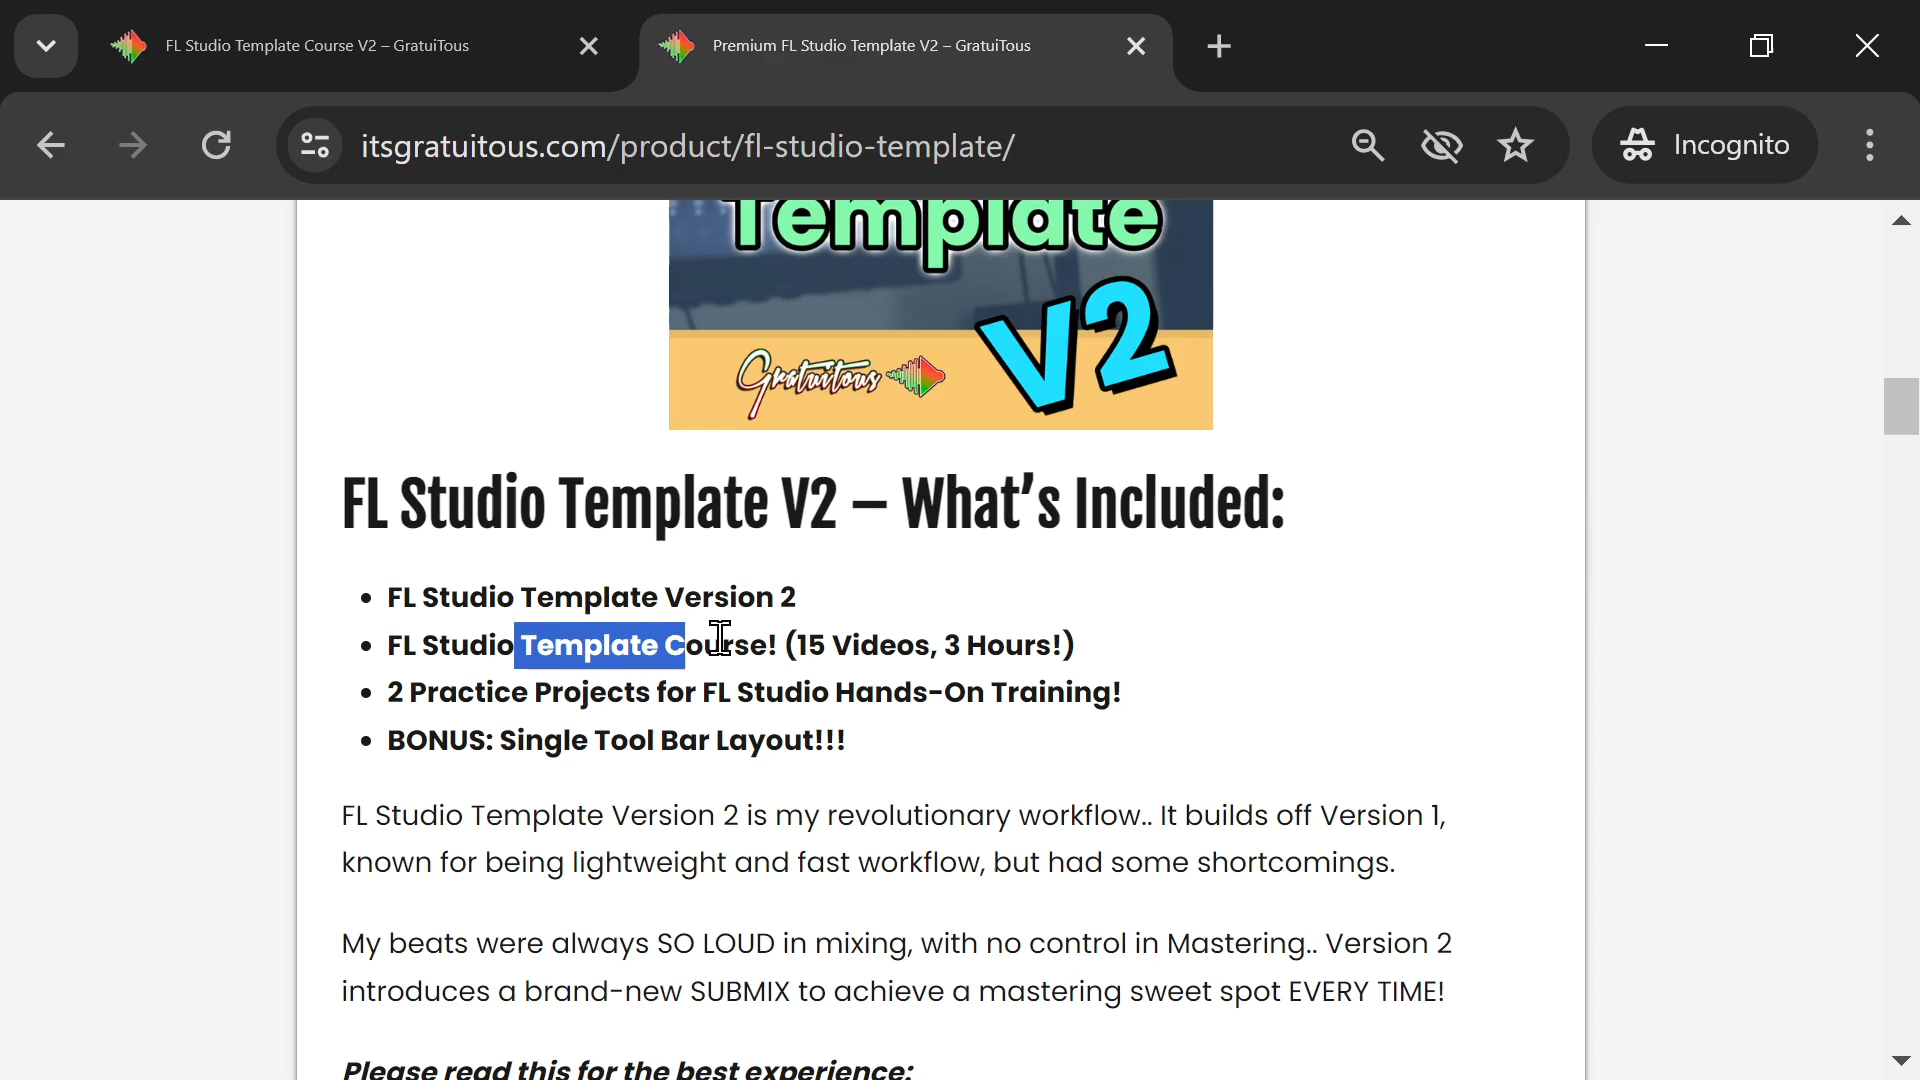 FL Studio Template Course V2 – GratuiTous
Premium FL Studio Template V2 – GratuiTous
itsgratuitous.com/product/fl-studio-template/
Incognito
Template
V2
Gratuitous
FL Studio Template V2 – What's Included:
• FL Studio Template Version 2
• FL Studio Template Course! (15 Videos, 3 Hours!)
• 2 Practice Projects for FL Studio Hands-On Training!
• BONUS: Single Tool Bar Layout!!!
FL Studio Template Version 2 is my revolutionary workflow.. It builds off Version 1,
known for being lightweight and fast workflow, but had some shortcomings.
My beats were always SO LOUD in mixing, with no control in Mastering.. Version 2
introduces a brand-new SUBMIX to achieve a mastering sweet spot EVERY TIME!
Please read this for the best experience: